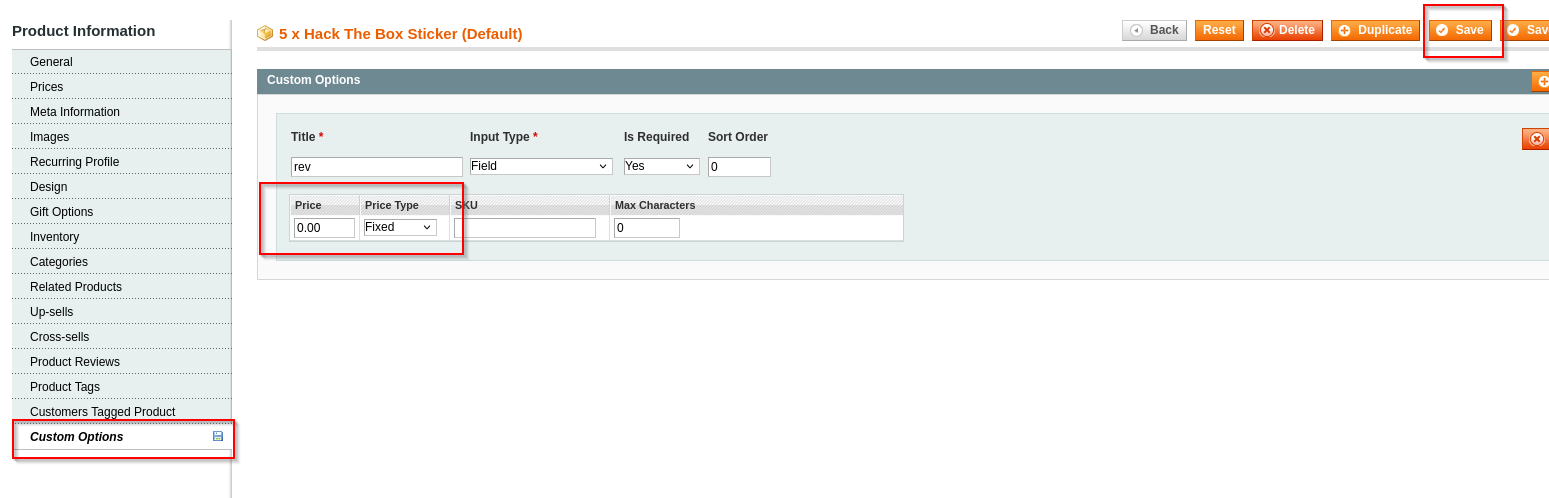 Product Information
General
Prices
Meta Information
Images
Recurring Profile
Design
Gift Options
Inventory
Categories
Related Products
Up-sells
Cross-sells
Product Reviews
Product Tags
Customers Tagged Product
Custom Options
5 x Hack The Box Sticker (Default)
Back Reset Delete Duplicate Save Sav
Custom Options
Title * Input Type * Is Required Sort Order
rev Field Yes 0
Price Price Type SKU Max Characters
0.00 Fixed 0